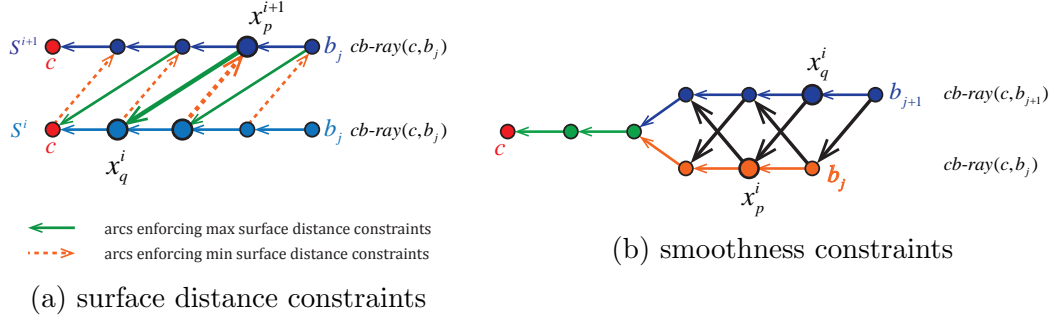 x_p^{i+1}
S^{i+1} c b_j cb-ray(c,b_j)
S^i c b_j cb-ray(c,b_j)
x_q^i
arcs enforcing max surface distance constraints
arcs enforcing min surface distance constraints
(a) surface distance constraints
x_q^i
b_{j+1} cb-ray(c,b_{j+1})
c b_j cb-ray(c,b_j)
x_p^i
(b) smoothness constraints